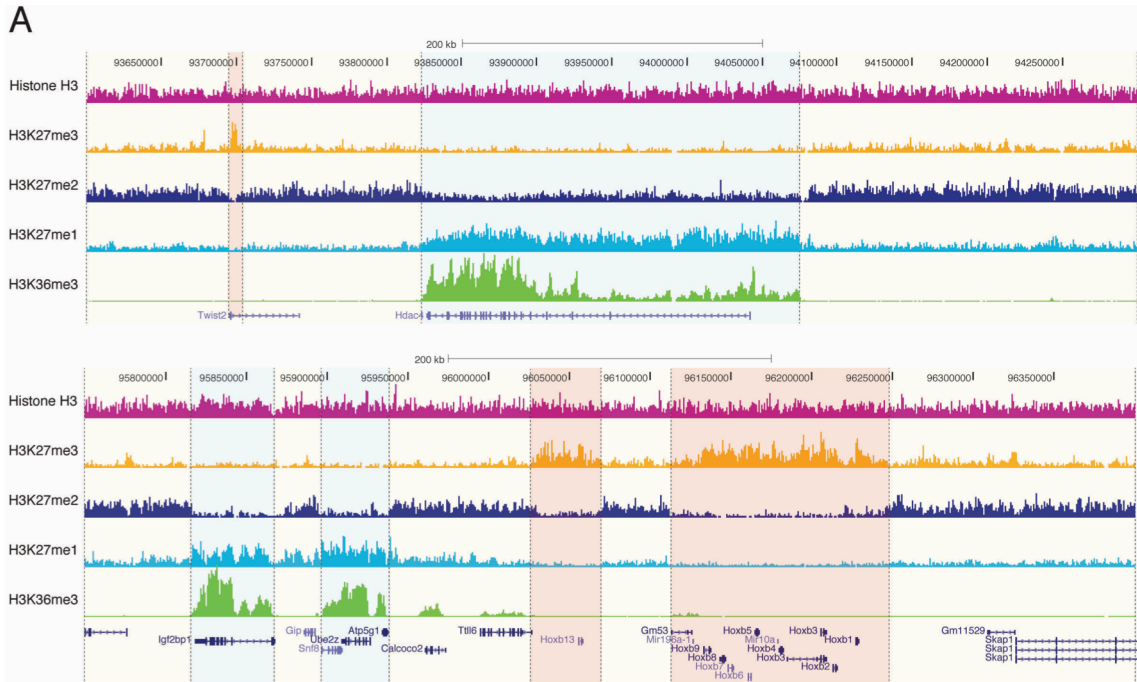 A
200 kb
93650000 93700000 93750000 93800000 93850000 93900000 93950000 94000000 94050000 94100000 94150000 94200000 94250000
Histone H3
H3K27me3
H3K27me2
H3K27me1
H3K36me3
Twist2 Hdac4
200 kb
95800000 95850000 95900000 95950000 96000000 96050000 96100000 96150000 96200000 96250000 96300000 96350000
Histone H3
H3K27me3
H3K27me2
H3K27me1
H3K36me3
Gip Atp5g1 Ttll6 Gm53 Hoxb5 Hoxb3 Gm11529
Igf2bp1 Ube2z Hoxb13 Mir196a-1 Mir10a Hoxb1 Skap1
Snf8 Calcoco2 Hoxb9 Hoxb4 Skap1
Hoxb8 Hoxb3 Skap1
Hoxb7 Hoxb2
Hoxb6